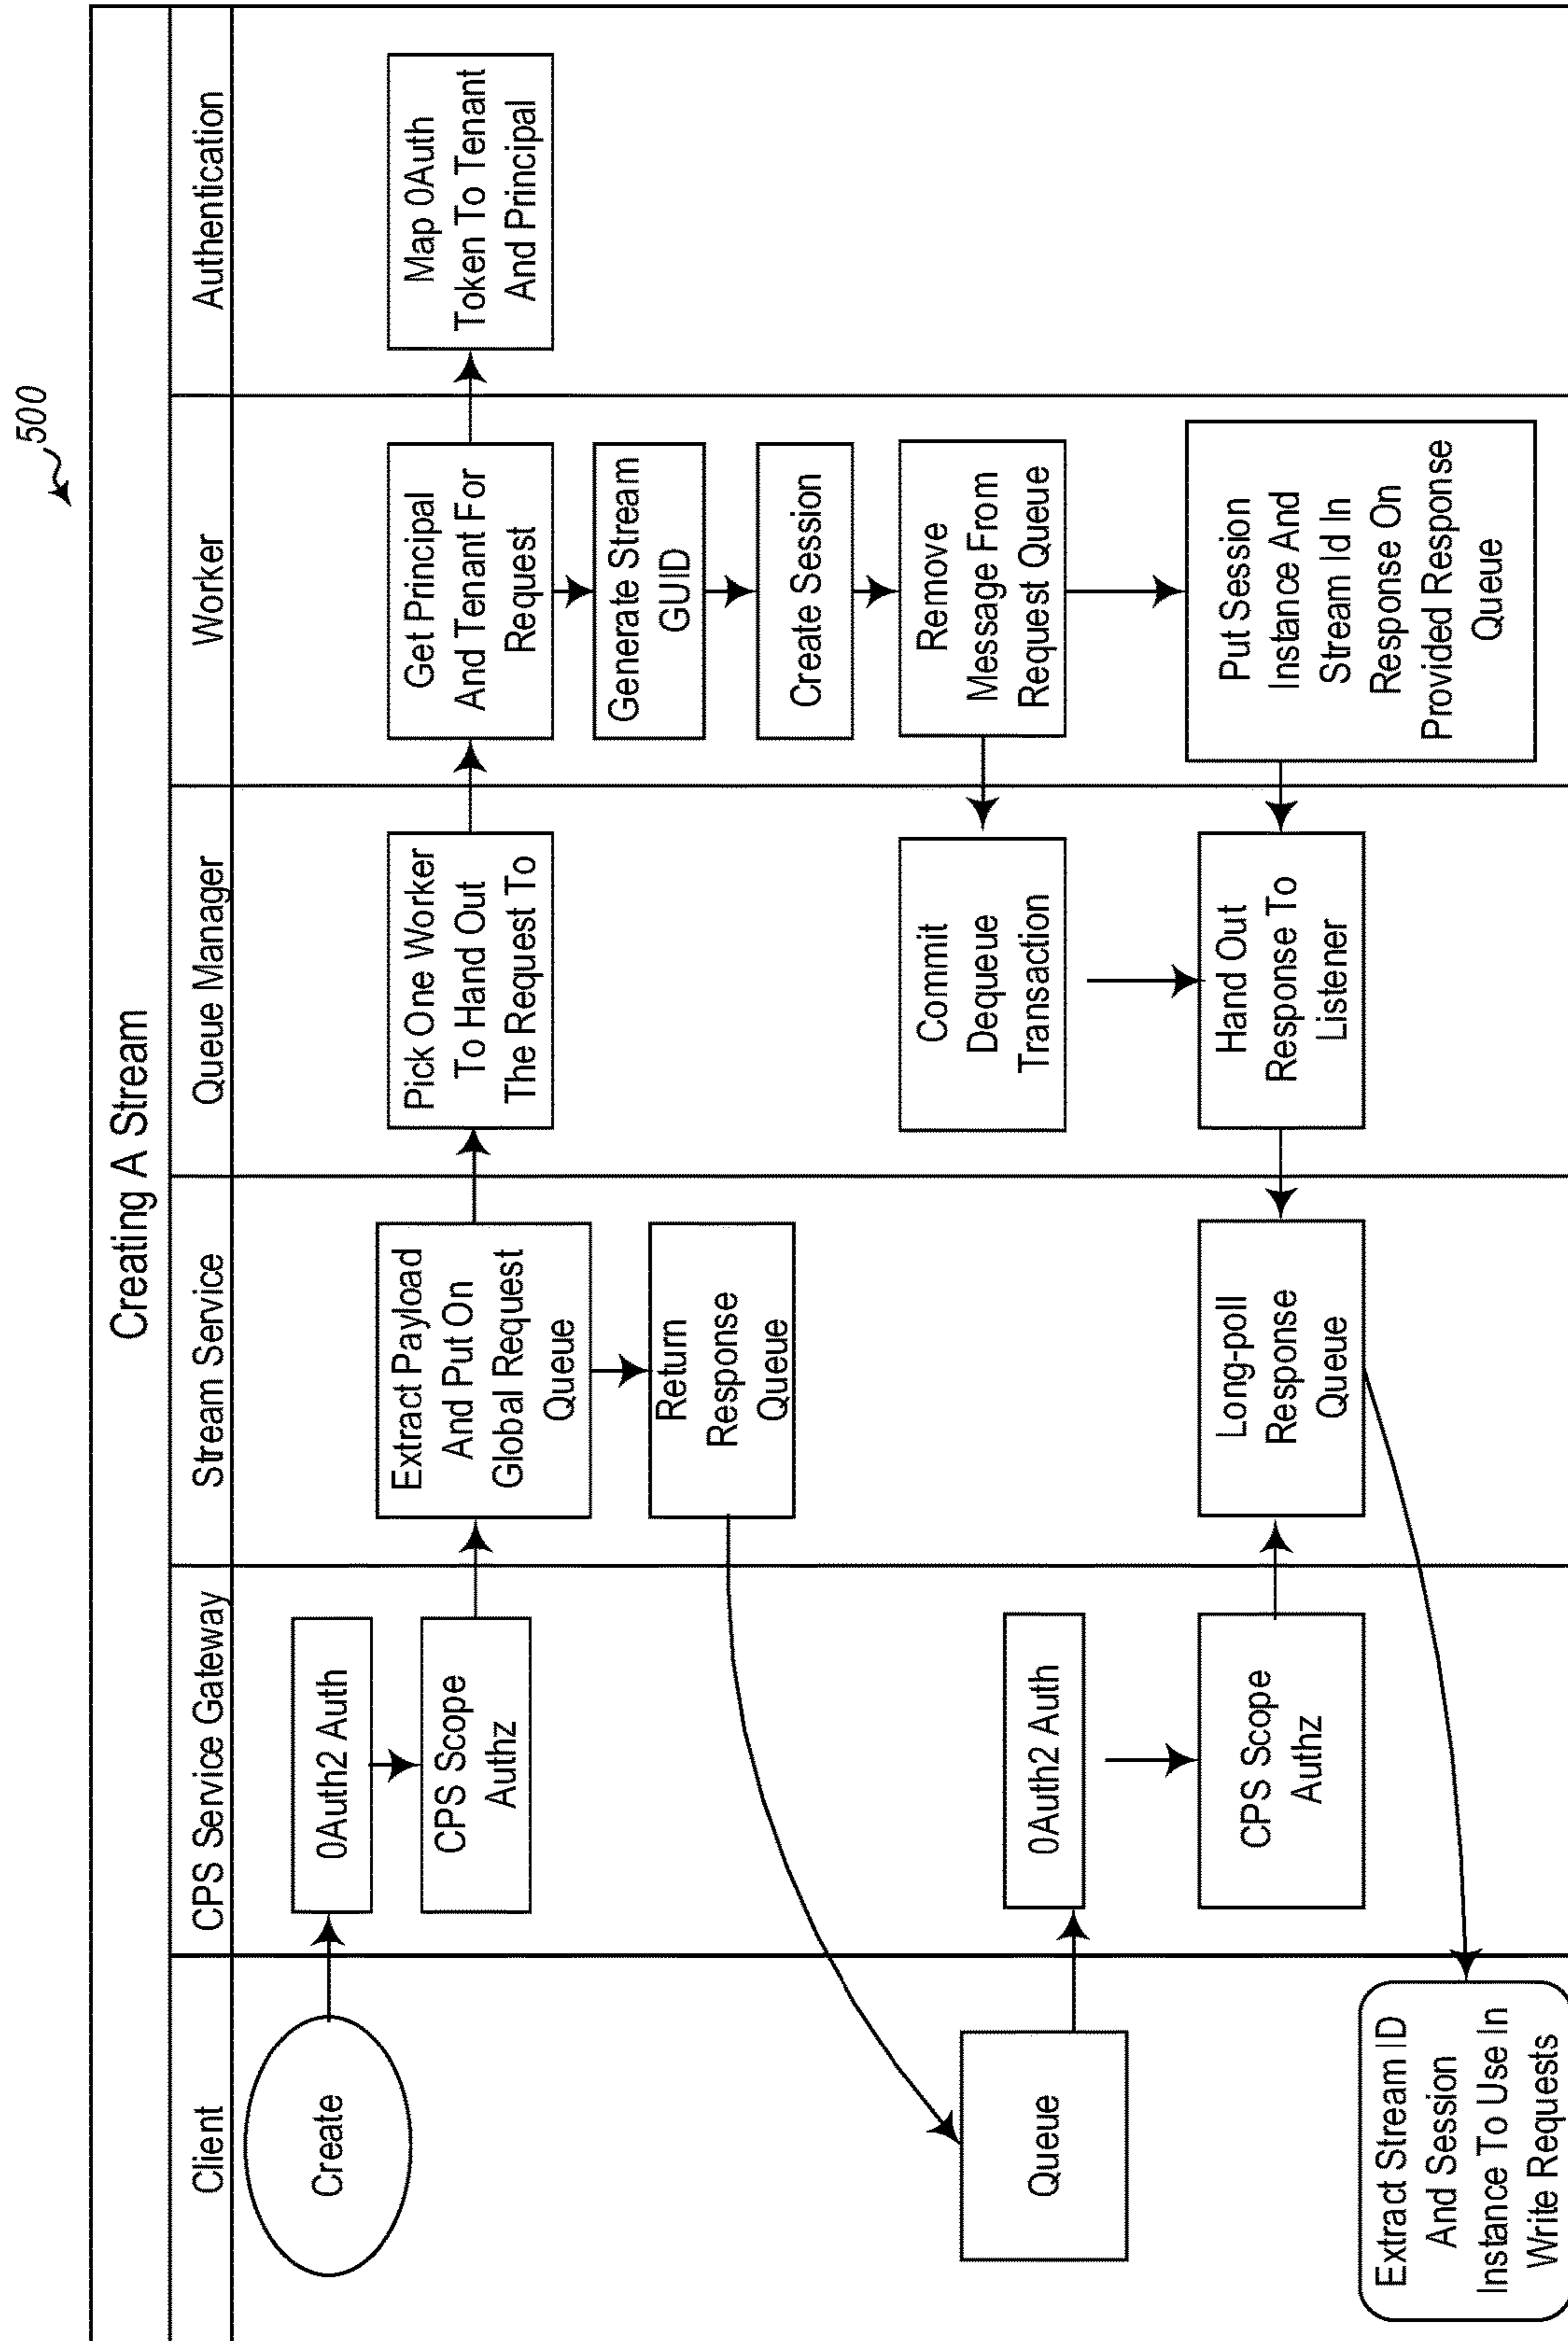 500
Creating A Stream
Client
CPS Service Gateway
Stream Service
Queue Manager
Worker
Authentication
Create
0Auth2 Auth
CPS Scope
Authz
Extract Payload
And Put On
Global Request
Queue
Return
Response
Queue
Pick One Worker
To Hand Out
The Request To
Get Principal
And Tenant For
Request
Map 0Auth
Token To Tenant
And Principal
Generate Stream
GUID
Create Session
Remove
Message From
Request Queue
Commit
Deque
Transaction
Put Session
Instance And
Stream Id In
Response On
Provided Response
Queue
Hand Out
Response To
Listener
Queue
0Auth2 Auth
CPS Scope
Authz
Long-poll
Response
Queue
Extract Stream ID
And Session
Instance To Use In
Write Requests